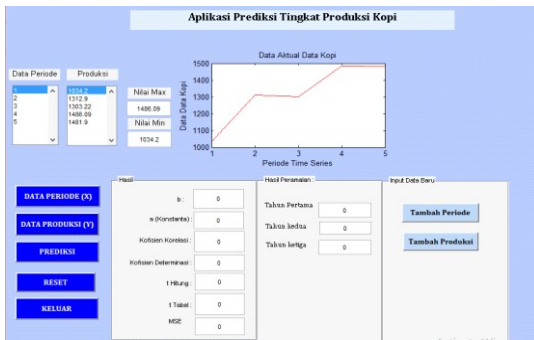 Aplikasi Prediksi Tingkat Produksi Kopi
Data Periode
Produksi
1
2
3
4
5
1034.2
1312.9
1303.22
1486.09
1481.9
Nilai Max
1486.09
Nilai Min
1034.2
Data Aktual Data Kopi
Data Data Kopi
1500
1400
1300
1200
1100
1000
1 2 3 4 5
Periode Time Series
DATA PERIODE (X)
DATA PRODUKSI (Y)
PREDIKSI
RESET
KELUAR
Hasil
b : 0
a (Konstanta) : 0
Kofisien Korelasi : 0
Kofisien Determinasi : 0
t Hitung : 0
t Tabel : 0
MSE 0
Hasil Peramalan :
Tahun Pertama 0
Tahun kedua 0
Tahun ketiga 0
Input Data Baru
Tambah Periode
Tambah Produksi